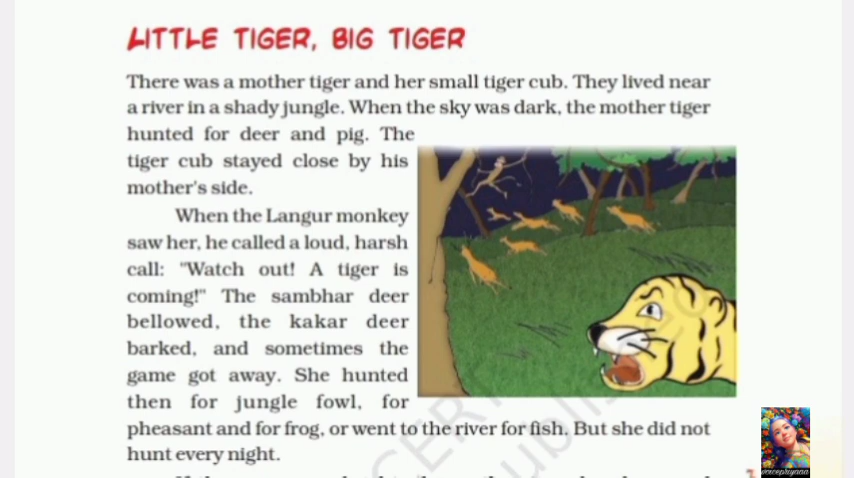 LITTLE TIGER, BIG TIGER
There was a mother tiger and her small tiger cub. They lived near
a river in a shady jungle. When the sky was dark, the mother tiger
hunted for deer and pig. The
tiger cub stayed close by his
mother's side.
When the Langur monkey
saw her, he called a loud, harsh
call: "Watch out! A tiger is
coming!" The sambhar deer
bellowed, the kakar deer
barked, and sometimes the
game got away. She hunted
then for jungle fowl, for
pheasant and for frog, or went to the river for fish. But she did not
hunt every night.